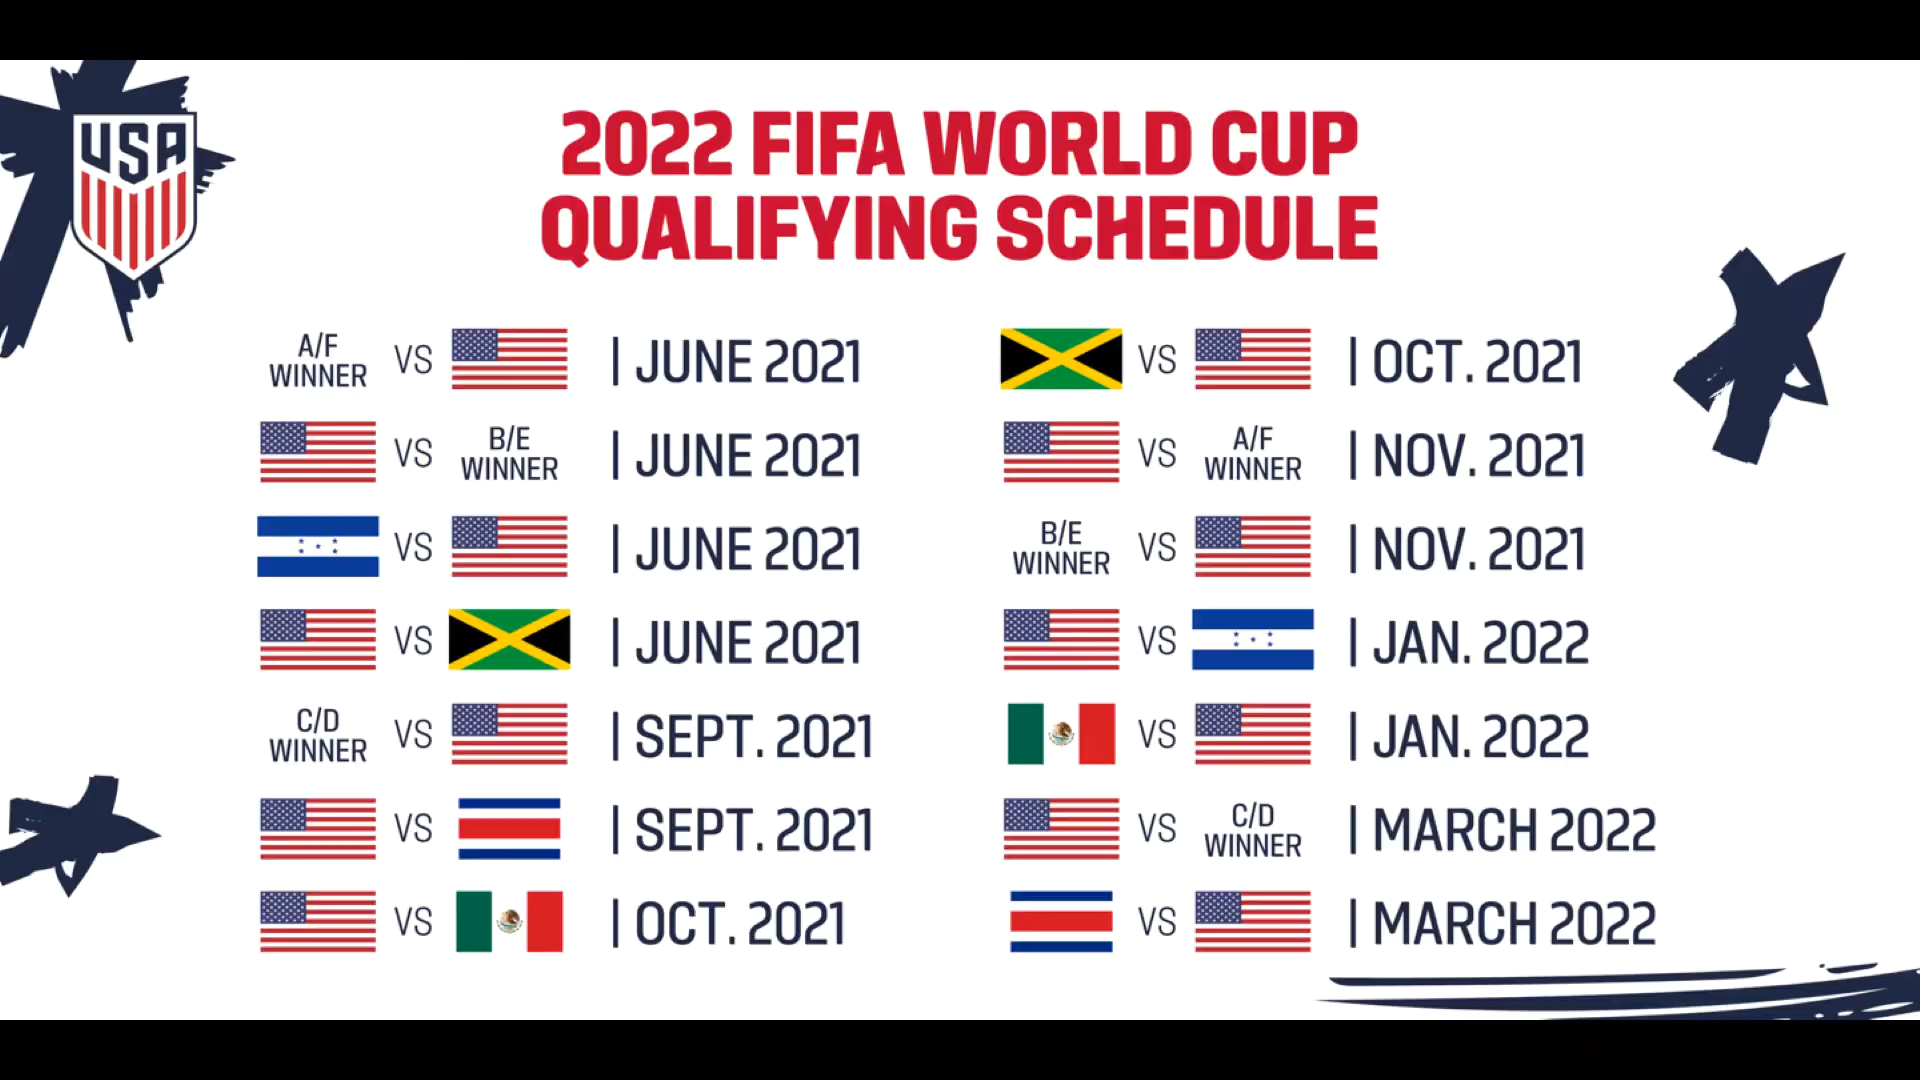 USA
2022 FIFA WORLD CUP
QUALIFYING SCHEDULE
A/F
WINNER VS | JUNE 2021
VS B/E
WINNER | JUNE 2021
VS | JUNE 2021
VS | JUNE 2021
C/D
WINNER VS | SEPT. 2021
VS | SEPT. 2021
VS | OCT. 2021
VS | OCT. 2021
VS A/F
WINNER | NOV. 2021
B/E
WINNER VS | NOV. 2021
VS | JAN. 2022
VS | JAN. 2022
VS C/D
WINNER | MARCH 2022
VS | MARCH 2022